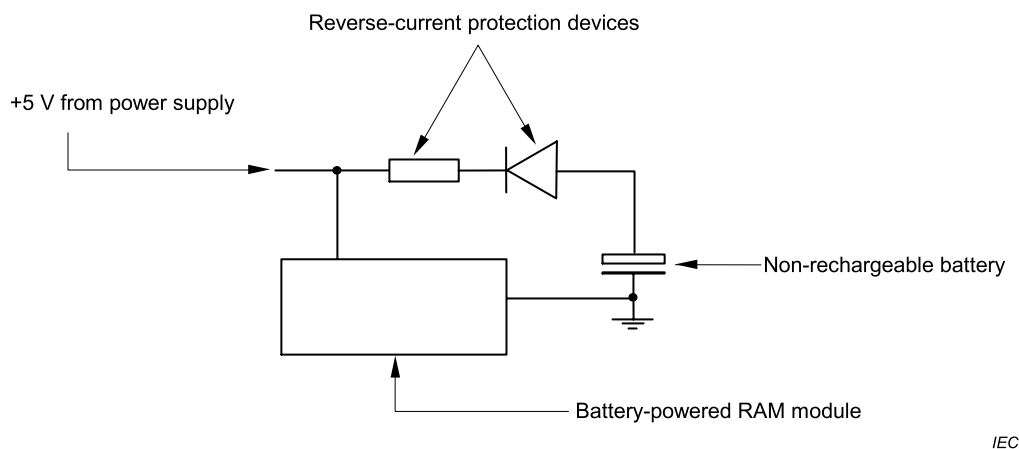 Reverse-current protection devices
+5 V from power supply
Non-rechargeable battery
Battery-powered RAM module
IEC